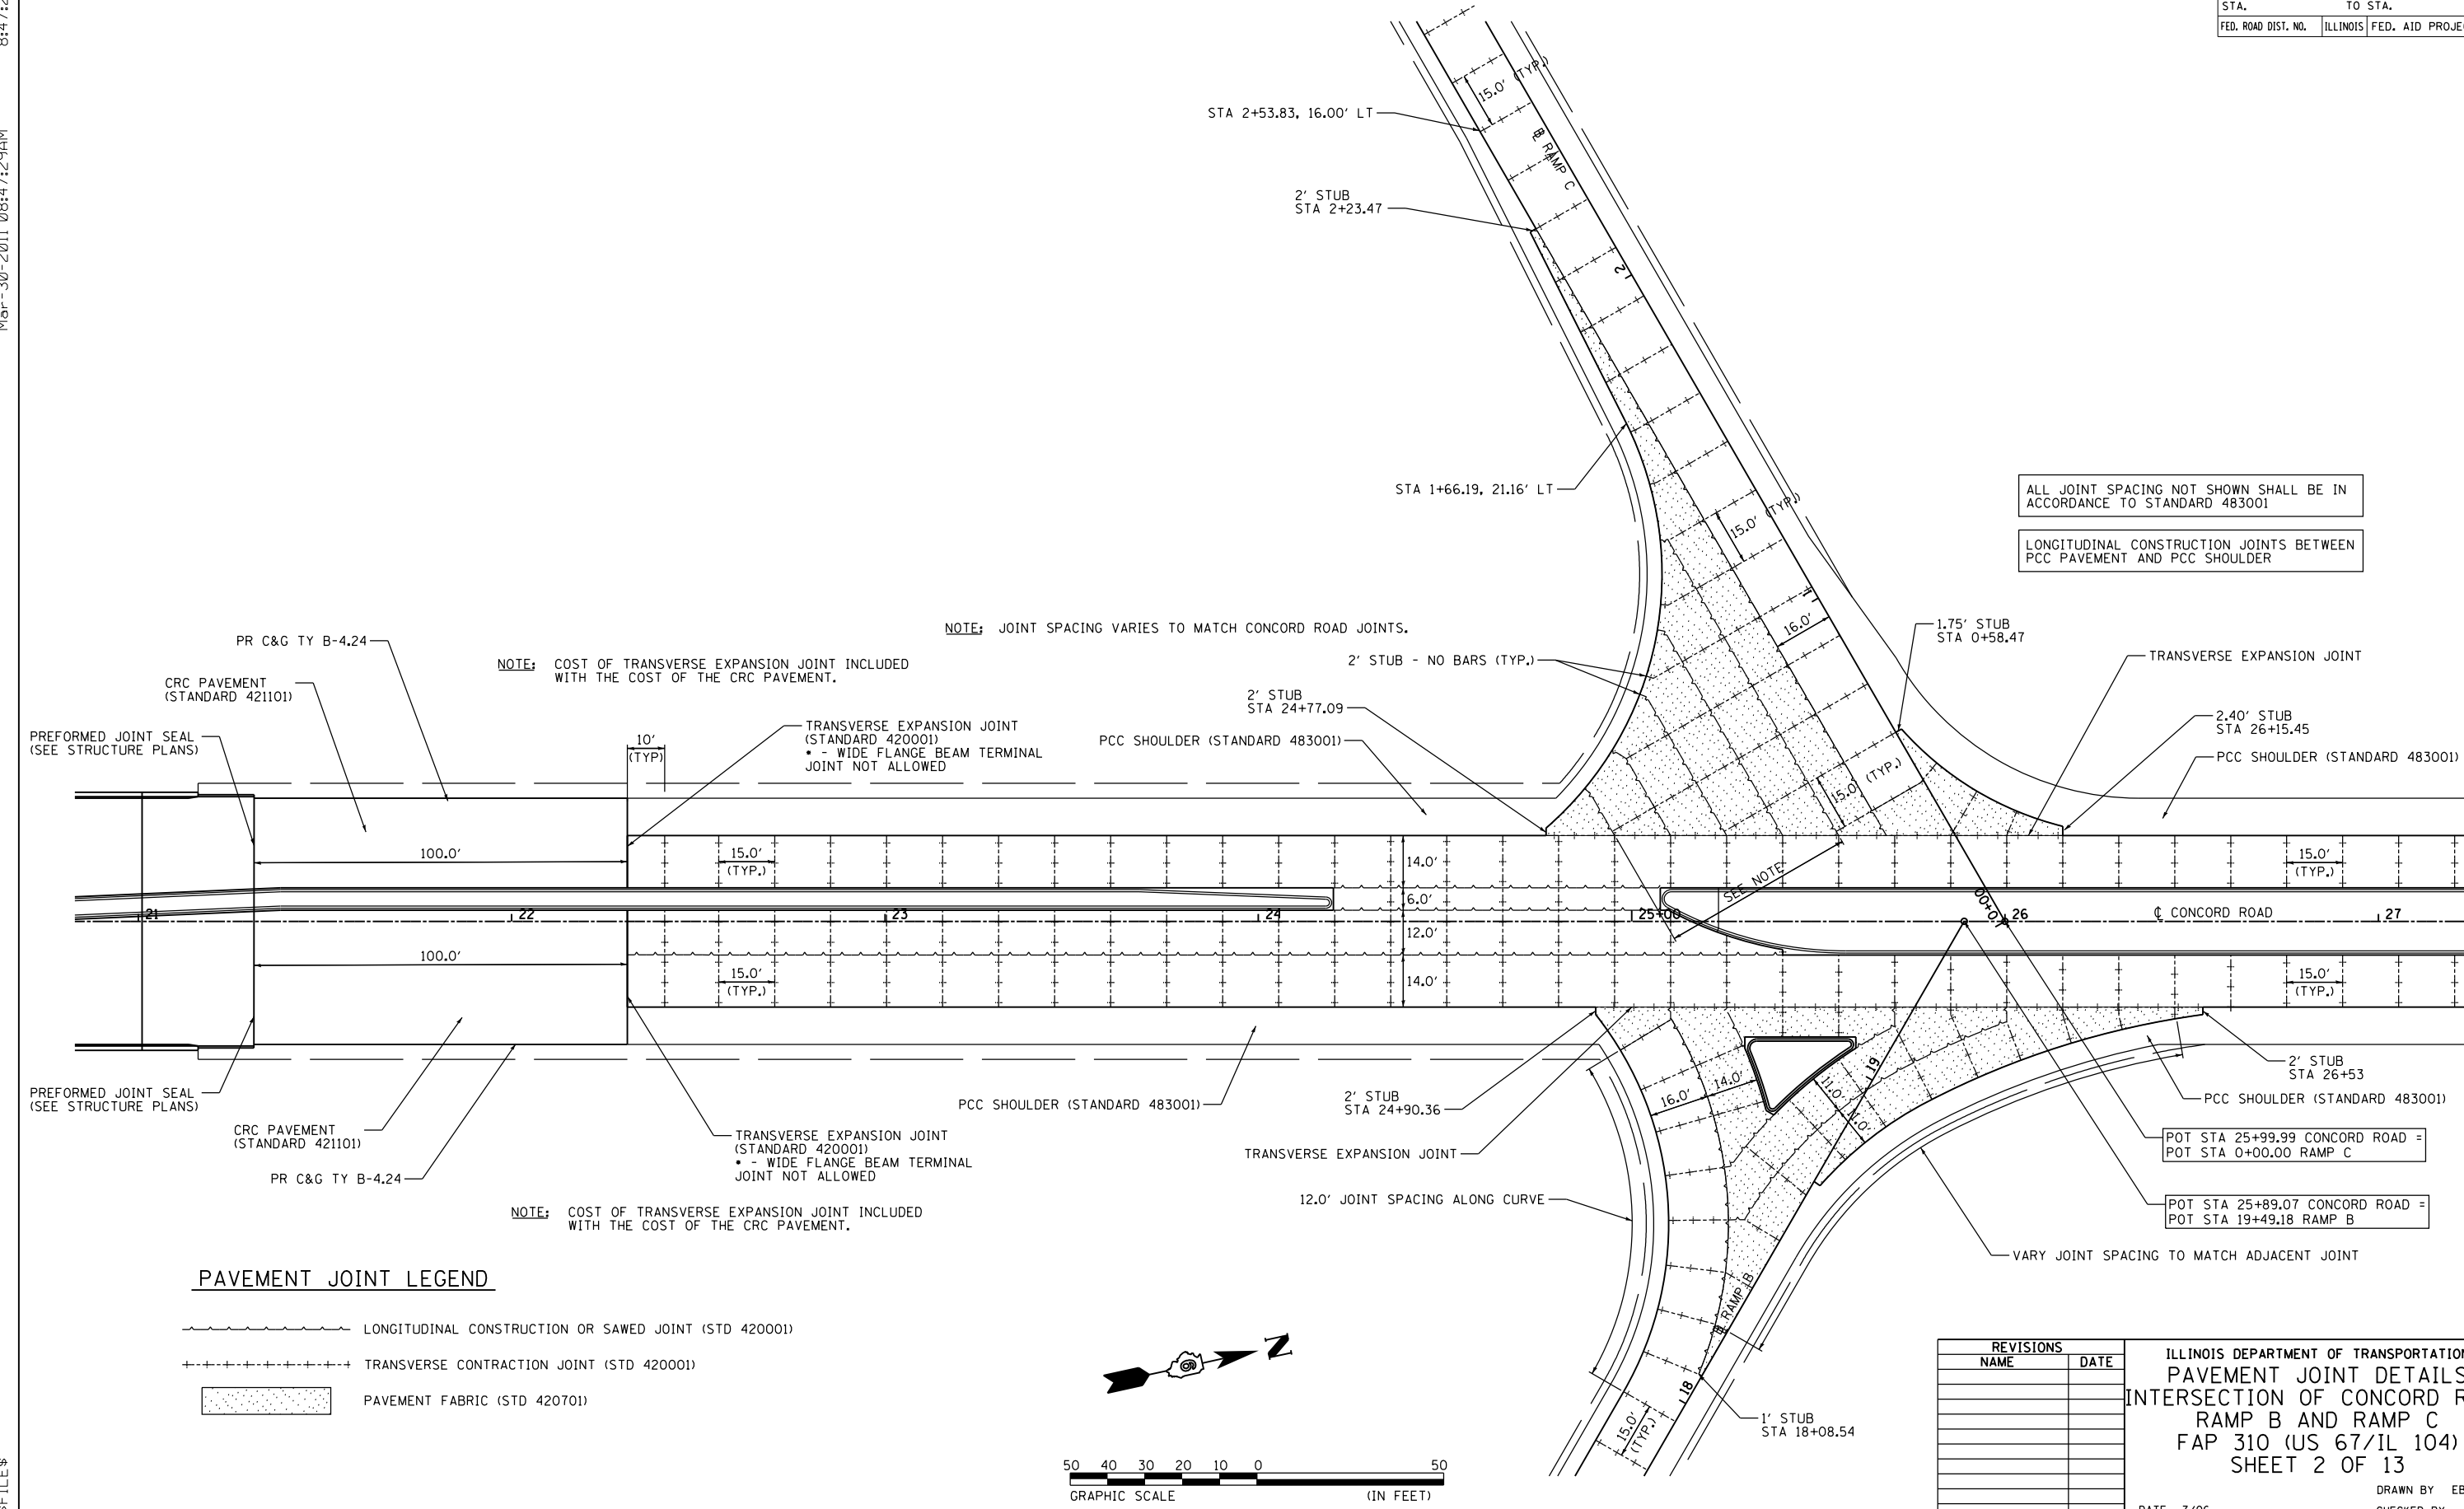 8:47:2
Mar-30-2011 08:47:29AM
STA. TO STA.
FED. ROAD DIST. NO. ILLINOIS FED. AID PROJE
15.0' (TYP.)
STA 2+53.83, 16.00' LT
B RAMP C
2' STUB
STA 2+23.47
2
STA 1+66.19, 21.16' LT
15.0' (TYP.)
ALL JOINT SPACING NOT SHOWN SHALL BE IN
ACCORDANCE TO STANDARD 483001
LONGITUDINAL CONSTRUCTION JOINTS BETWEEN
PCC PAVEMENT AND PCC SHOULDER
1
16.0'
NOTE: JOINT SPACING VARIES TO MATCH CONCORD ROAD JOINTS.
PR C&G TY B-4.24
NOTE: COST OF TRANSVERSE EXPANSION JOINT INCLUDED
WITH THE COST OF THE CRC PAVEMENT.
2' STUB - NO BARS (TYP.)
1.75' STUB
STA 0+58.47
TRANSVERSE EXPANSION JOINT
CRC PAVEMENT
(STANDARD 421101)
2' STUB
STA 24+77.09
2.40' STUB
STA 26+15.45
PREFORMED JOINT SEAL
(SEE STRUCTURE PLANS)
10'
(TYP)
TRANSVERSE EXPANSION JOINT
(STANDARD 420001)
* - WIDE FLANGE BEAM TERMINAL
JOINT NOT ALLOWED
PCC SHOULDER (STANDARD 483001)
PCC SHOULDER (STANDARD 483001)
15.0' (TYP.)
100.0'
15.0'
(TYP.)
14.0'
SEE NOTE
15.0'
(TYP.)
6.0'
0+00
21 22 23 24 25+00 26 ℄ CONCORD ROAD 27
12.0'
100.0'
15.0'
(TYP.)
14.0'
15.0'
(TYP.)
19
16.0' 14.0'
11.0'
PREFORMED JOINT SEAL
(SEE STRUCTURE PLANS)
PCC SHOULDER (STANDARD 483001)
2' STUB
STA 24+90.36
2' STUB
STA 26+53
PCC SHOULDER (STANDARD 483001)
CRC PAVEMENT
(STANDARD 421101)
TRANSVERSE EXPANSION JOINT
(STANDARD 420001)
* - WIDE FLANGE BEAM TERMINAL
JOINT NOT ALLOWED
TRANSVERSE EXPANSION JOINT
POT STA 25+99.99 CONCORD ROAD =
POT STA 0+00.00 RAMP C
PR C&G TY B-4.24
12.0' JOINT SPACING ALONG CURVE
POT STA 25+89.07 CONCORD ROAD =
POT STA 19+49.18 RAMP B
NOTE: COST OF TRANSVERSE EXPANSION JOINT INCLUDED
WITH THE COST OF THE CRC PAVEMENT.
VARY JOINT SPACING TO MATCH ADJACENT JOINT
B RAMP B
PAVEMENT JOINT LEGEND
LONGITUDINAL CONSTRUCTION OR SAWED JOINT (STD 420001)
TRANSVERSE CONTRACTION JOINT (STD 420001)
PAVEMENT FABRIC (STD 420701)
N
18
15.0'
(TYP.)
1' STUB
STA 18+08.54
50 40 30 20 10 0 50
GRAPHIC SCALE (IN FEET)
REVISIONS
NAME DATE
ILLINOIS DEPARTMENT OF TRANSPORTATION
PAVEMENT JOINT DETAILS
INTERSECTION OF CONCORD R
RAMP B AND RAMP C
FAP 310 (US 67/IL 104)
SHEET 2 OF 13
DRAWN BY